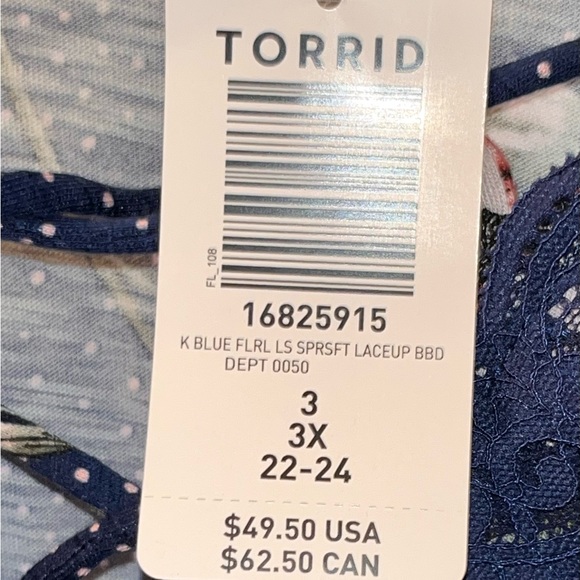 TORRID
FL_108
16825915
K BLUE FLRL LS SPRSFT LACEUP BBD
DEPT 0050
3
3X
22-24
$49.50 USA
$62.50 CAN